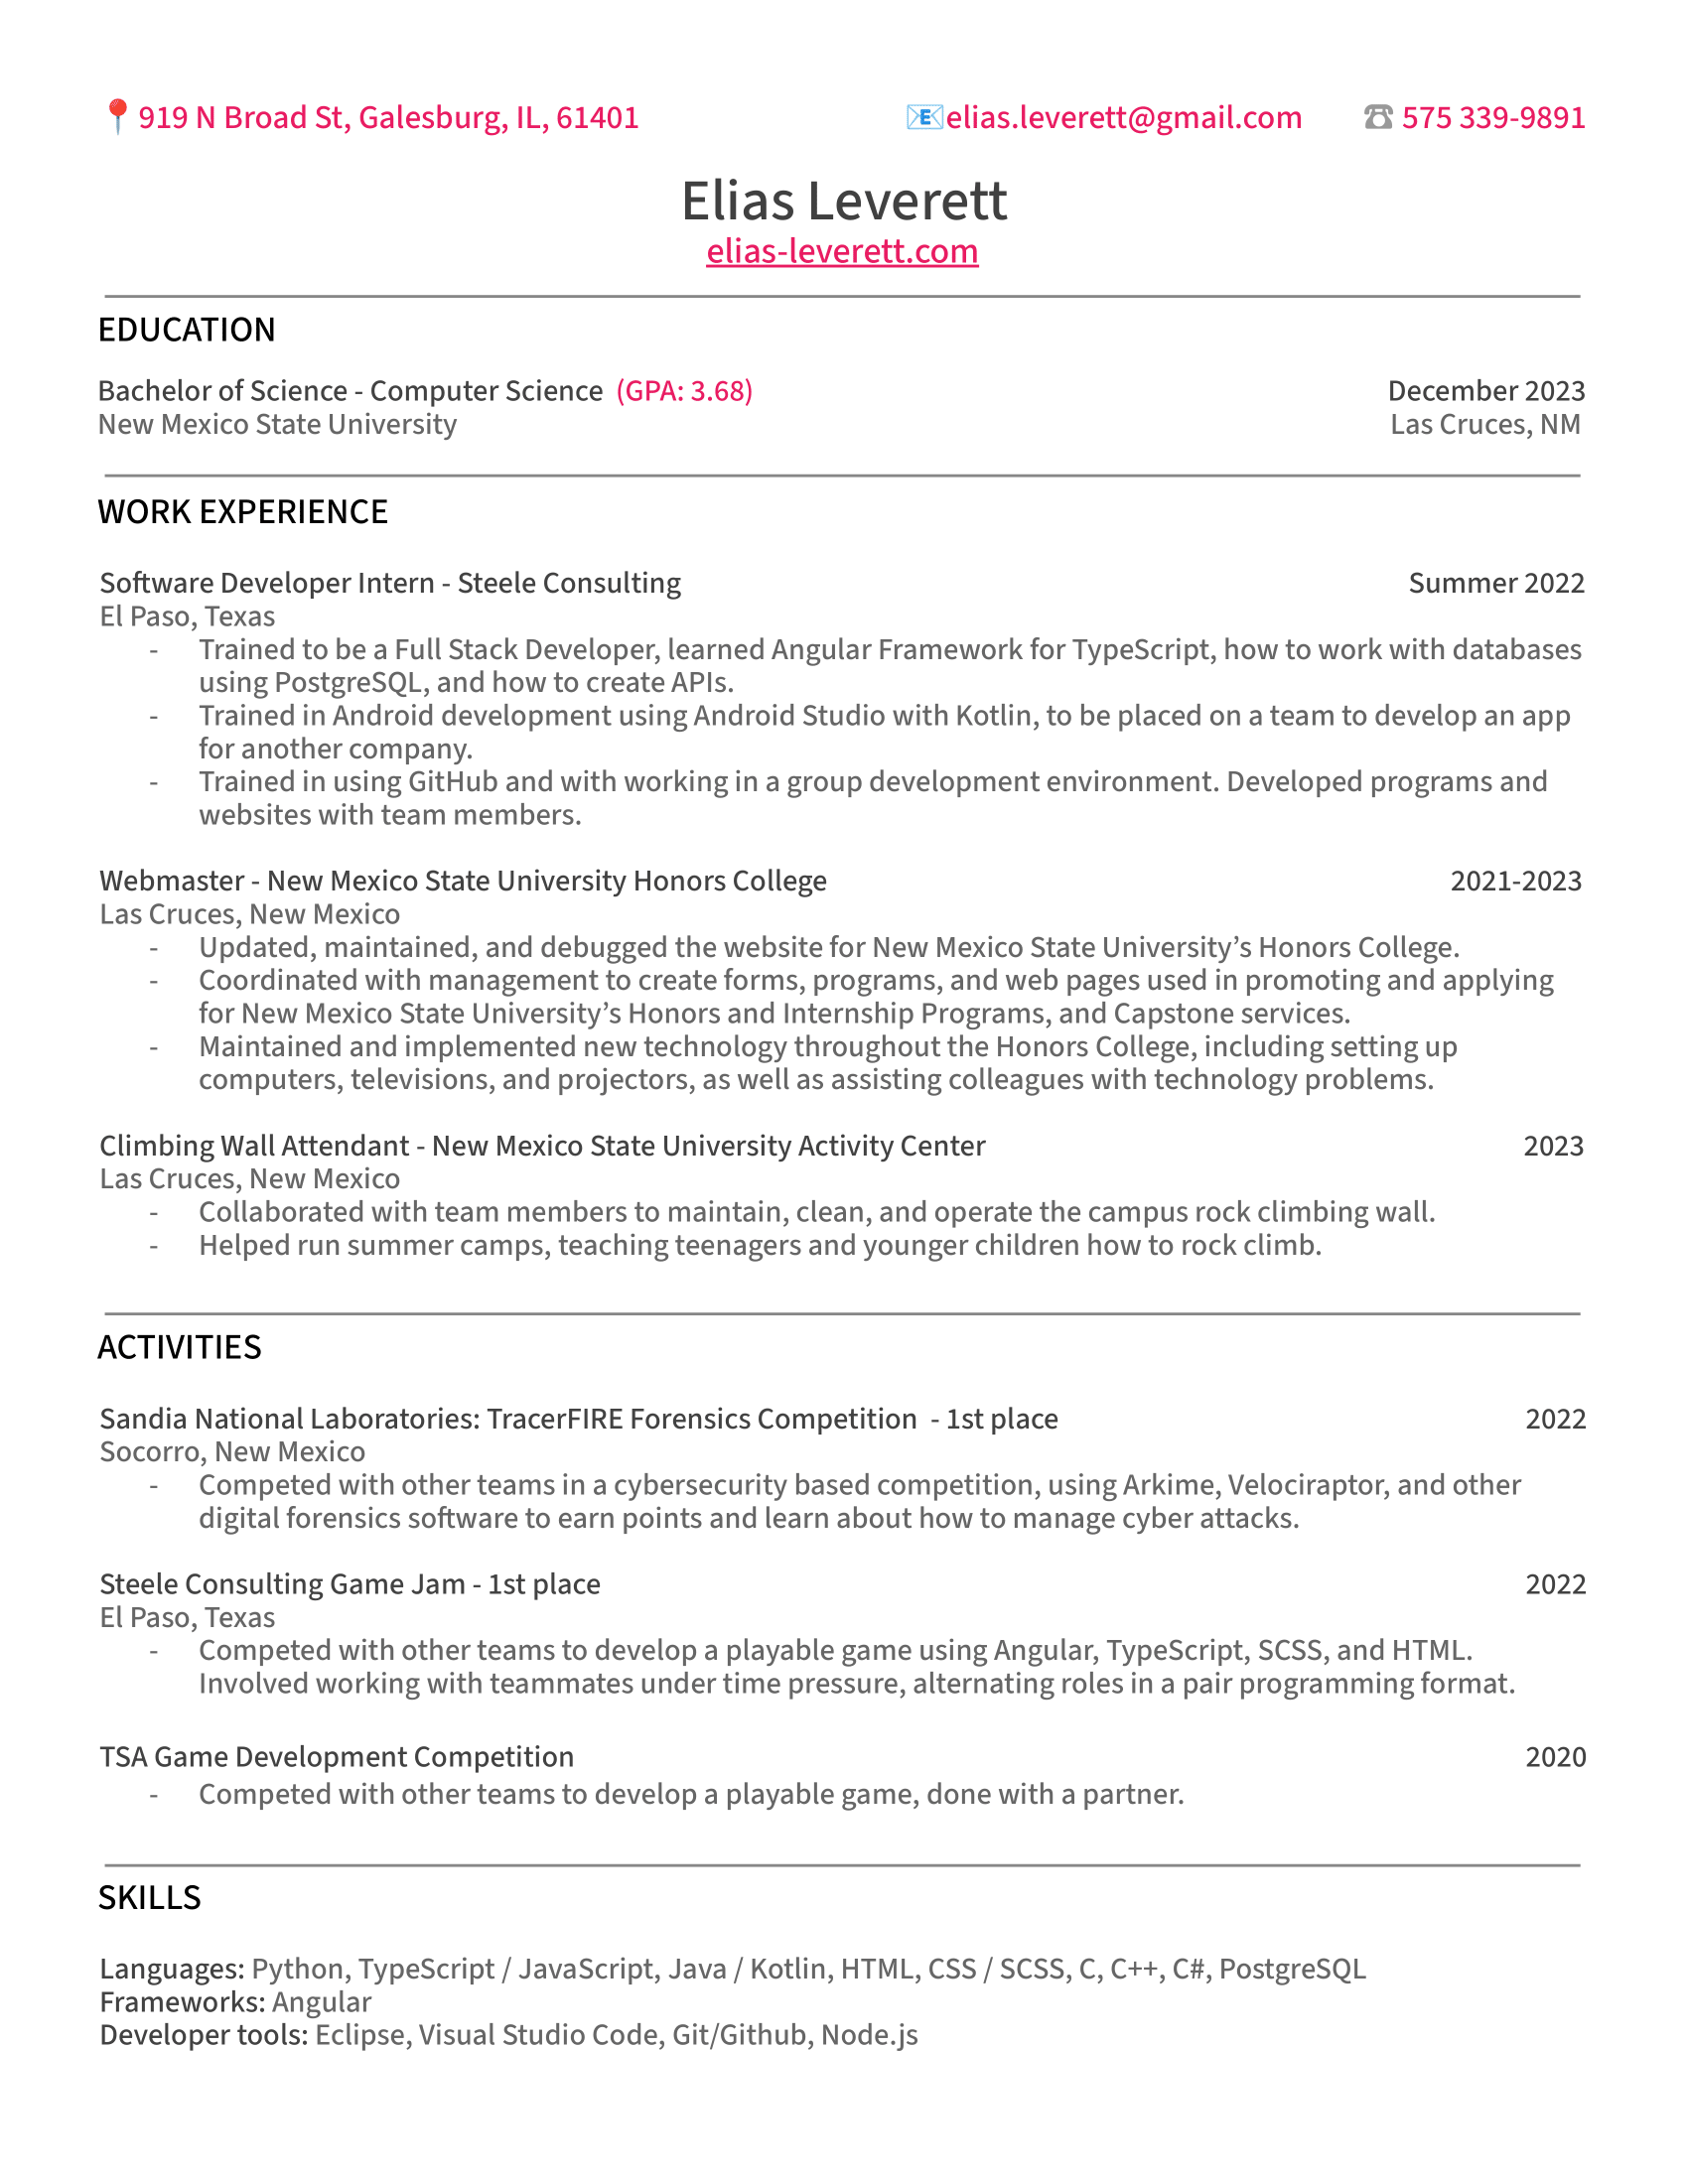 919 N Broad St, Galesburg, IL, 61401 elias.leverett@gmail.com 575 339-9891
Elias Leverett
elias-leverett.com
EDUCATION
Bachelor of Science - Computer Science (GPA: 3.68) December 2023
New Mexico State University Las Cruces, NM
WORK EXPERIENCE
Software Developer Intern - Steele Consulting Summer 2022
El Paso, Texas
- Trained to be a Full Stack Developer, learned Angular Framework for TypeScript, how to work with databases
using PostgreSQL, and how to create APIs.
- Trained in Android development using Android Studio with Kotlin, to be placed on a team to develop an app
for another company.
- Trained in using GitHub and with working in a group development environment. Developed programs and
websites with team members.
Webmaster - New Mexico State University Honors College 2021-2023
Las Cruces, New Mexico
- Updated, maintained, and debugged the website for New Mexico State University’s Honors College.
- Coordinated with management to create forms, programs, and web pages used in promoting and applying
for New Mexico State University’s Honors and Internship Programs, and Capstone services.
- Maintained and implemented new technology throughout the Honors College, including setting up
computers, televisions, and projectors, as well as assisting colleagues with technology problems.
Climbing Wall Attendant - New Mexico State University Activity Center 2023
Las Cruces, New Mexico
- Collaborated with team members to maintain, clean, and operate the campus rock climbing wall.
- Helped run summer camps, teaching teenagers and younger children how to rock climb.
ACTIVITIES
Sandia National Laboratories: TracerFIRE Forensics Competition - 1st place 2022
Socorro, New Mexico
- Competed with other teams in a cybersecurity based competition, using Arkime, Velociraptor, and other
digital forensics software to earn points and learn about how to manage cyber attacks.
Steele Consulting Game Jam - 1st place 2022
El Paso, Texas
- Competed with other teams to develop a playable game using Angular, TypeScript, SCSS, and HTML.
Involved working with teammates under time pressure, alternating roles in a pair programming format.
TSA Game Development Competition 2020
- Competed with other teams to develop a playable game, done with a partner.
SKILLS
Languages: Python, TypeScript / JavaScript, Java / Kotlin, HTML, CSS / SCSS, C, C++, C#, PostgreSQL
Frameworks: Angular
Developer tools: Eclipse, Visual Studio Code, Git/Github, Node.js